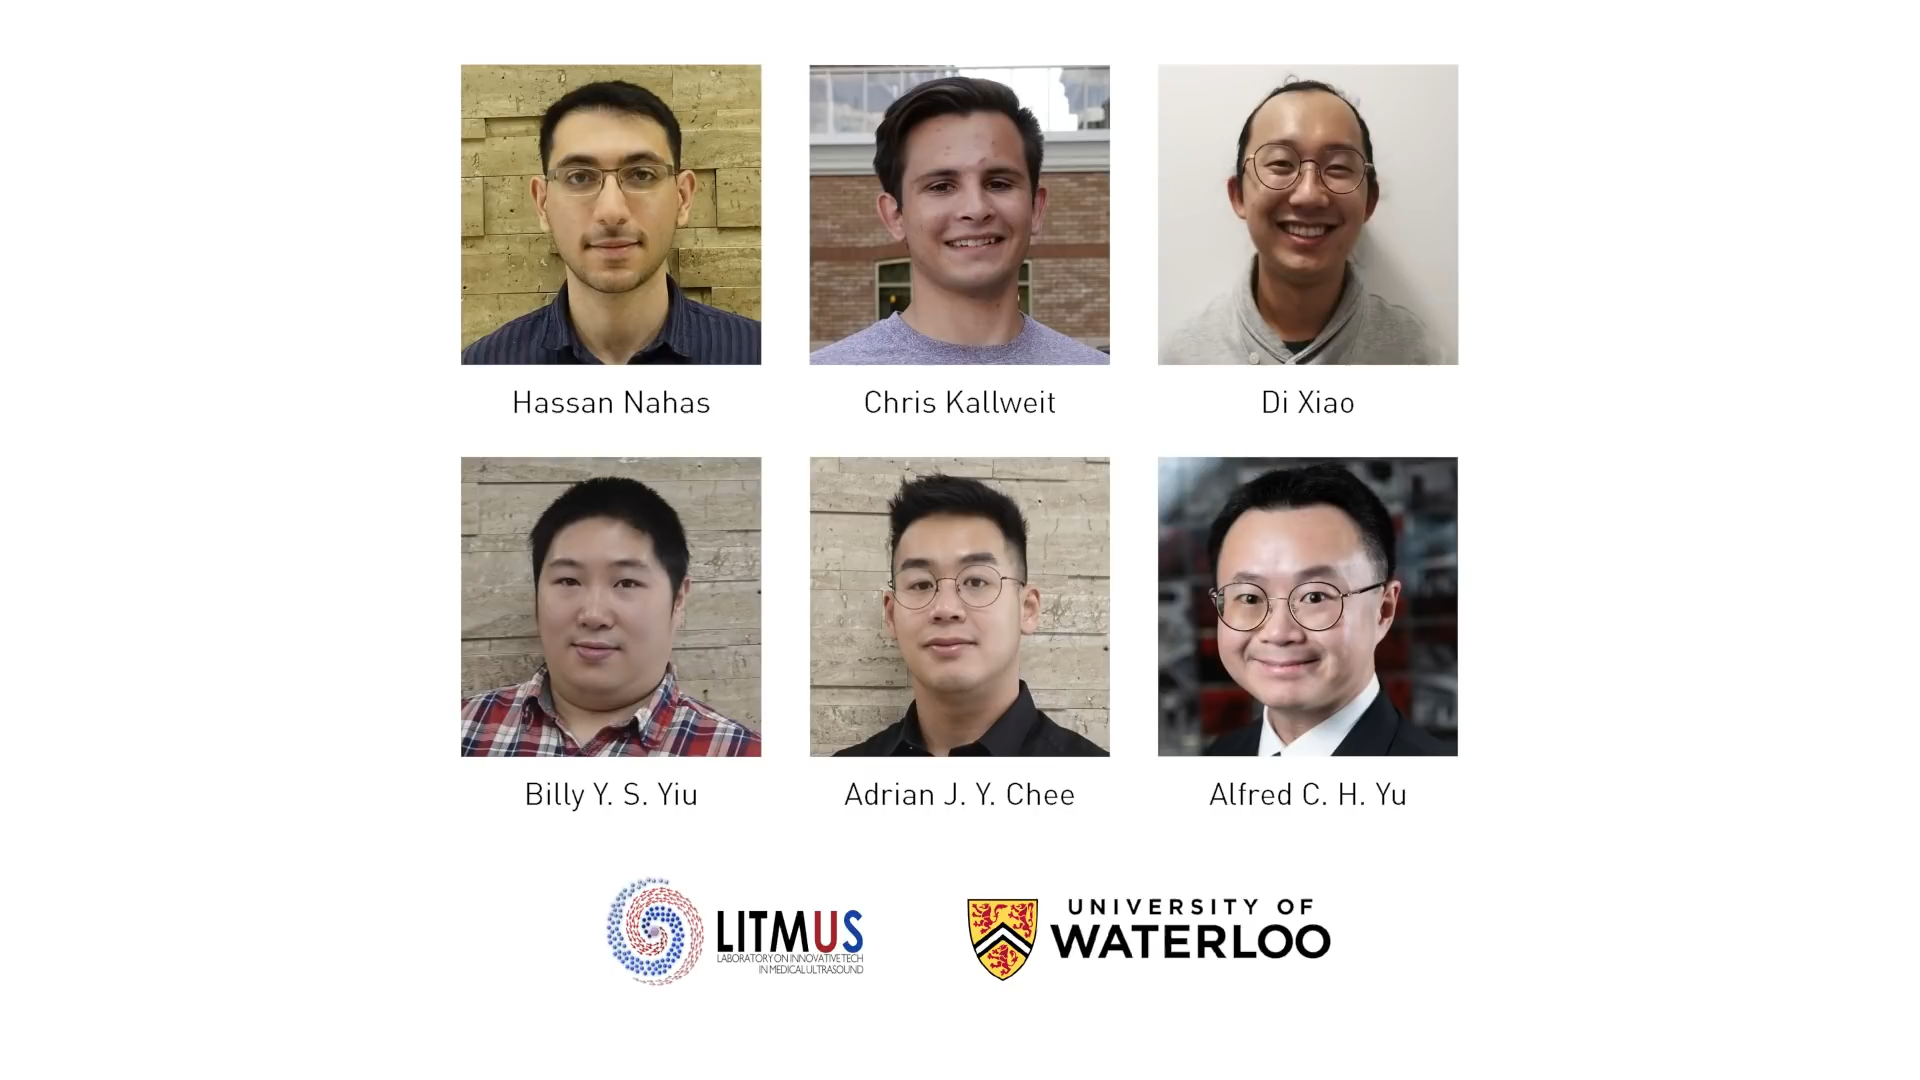 Hassan Nahas
Chris Kallweit
Di Xiao
Billy Y. S. Yiu
Adrian J. Y. Chee
Alfred C. H. Yu
LITMUS
LABORATORY ON INNOVATIVE TECH
IN MEDICAL ULTRASOUND
UNIVERSITY OF
WATERLOO